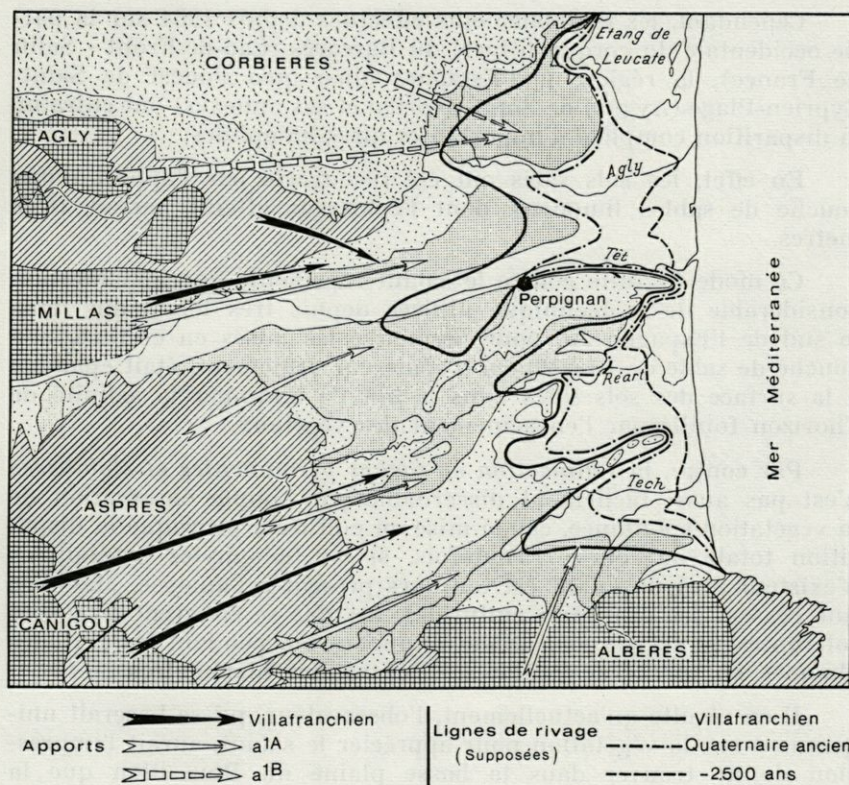 CORBIERES
Etang de
Leucate
AGLY
Agly
Têt
Perpignan
MILLAS
Réart
Mer Méditerranée
ASPRES
Tech
CANIGOU
ALBERES
Apports
Villafranchien
a1A
a1B
Lignes de rivage
(Supposées)
Villafranchien
Quaternaire ancien
-2500 ans